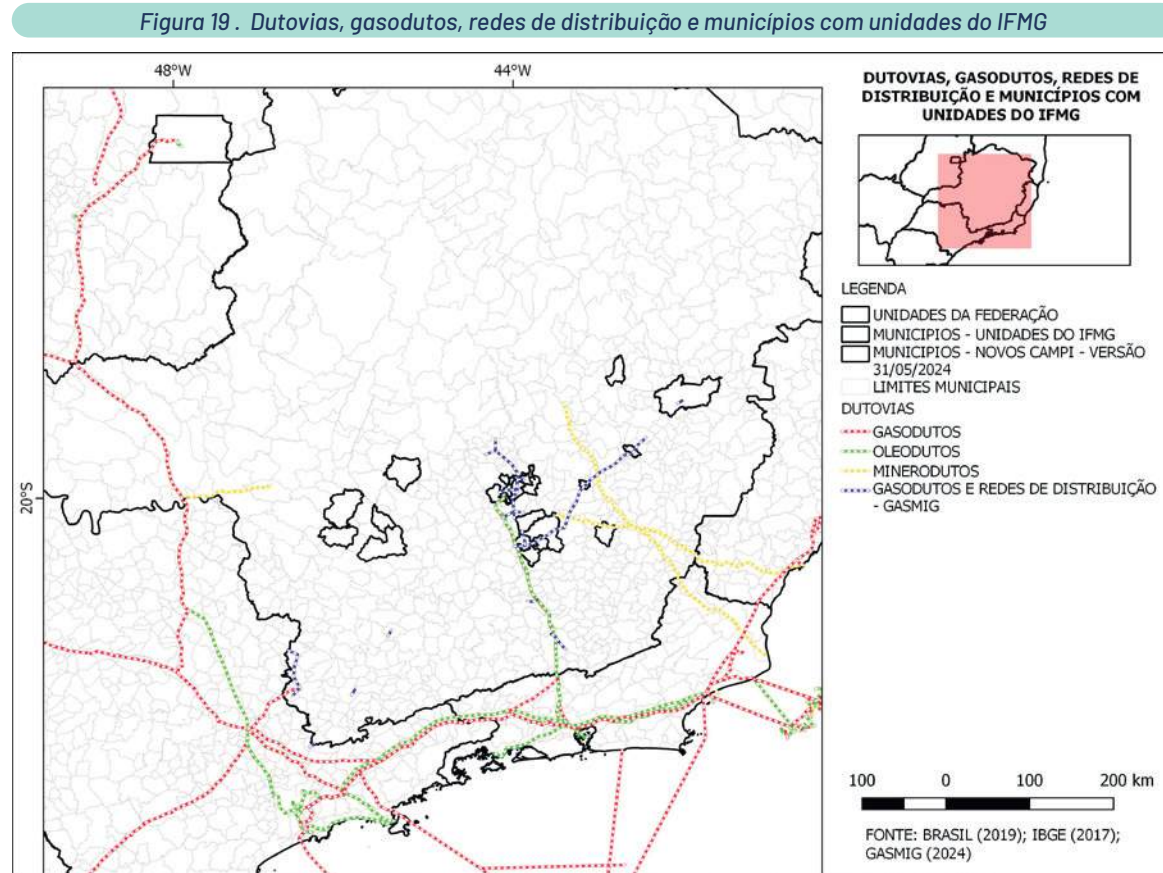 Figura 19 . Dutovias, gasodutos, redes de distribuição e municípios com unidades do IFMG
48°W
44°W
20°S
DUTOVIAS, GASODUTOS, REDES DE
DISTRIBUIÇÃO E MUNICÍPIOS COM
UNIDADES DO IFMG
LEGENDA
UNIDADES DA FEDERAÇÃO
MUNICIPIOS - UNIDADES DO IFMG
MUNICIPIOS - NOVOS CAMPI - VERSÃO
31/05/2024
LIMITES MUNICIPAIS
DUTOVIAS
GASODUTOS
OLEODUTOS
MINERODUTOS
GASODUTOS E REDES DE DISTRIBUIÇÃO
- GASMIG
100 0 100 200 km
FONTE: BRASIL (2019); IBGE (2017);
GASMIG (2024)